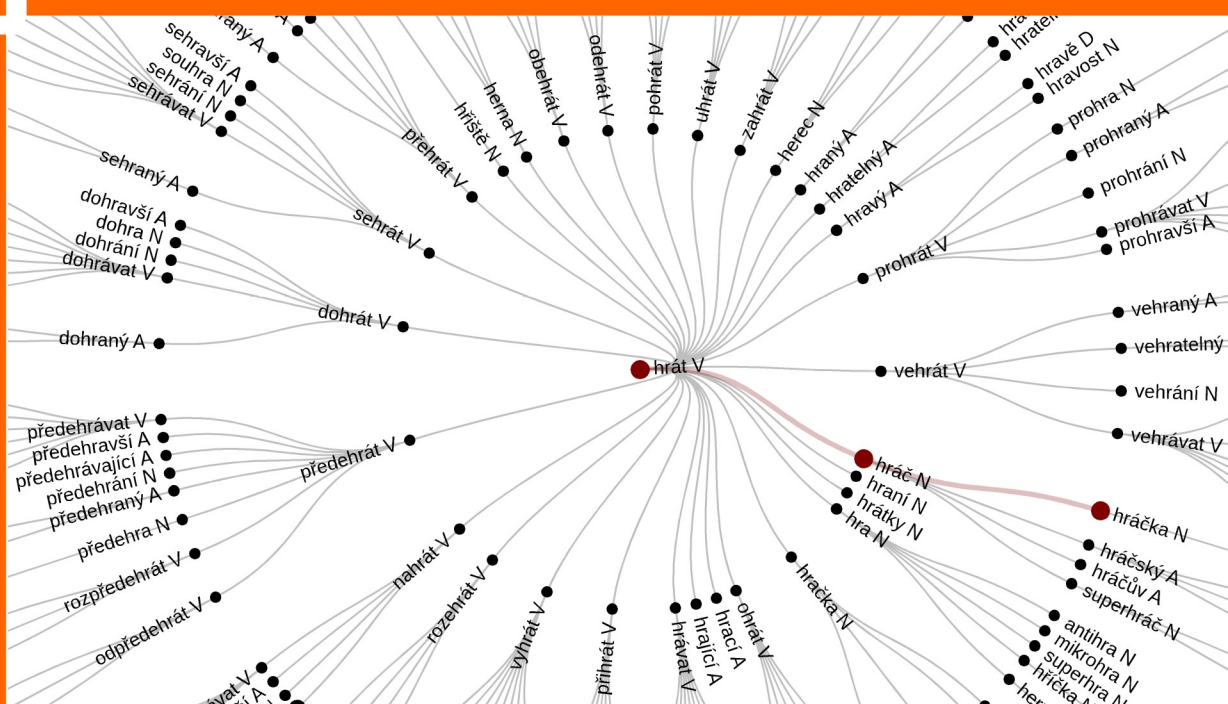 sehravší A
souhra N
sehrání N
sehrávat V
sehraný A
dohravší A
dohra N
dohrání N
dohrávat V
dohraný A
předehrávat V
předehravší A
předehrávající A
předehrání N
předehraný A
předehra N
rozpředehrát V
odpředehrát V
sehrát V
dohrát V
předehrát V
nahrát V
rozehrát V
vyhrát V
přihrát V
hrávat V
hrající A
hrací A
ohrát V
hračka N
přehrát V
hřiště N
herna N
obehrát V
odehrát V
pohrát V
uhrát V
zahrát V
herec N
hraný A
hratelný A
hravý A
prohrát V
hrát V
vehrát V
hráč N
hraní N
hrátky N
hra N
hravě D
hravost N
prohra N
prohraný A
prohrání N
prohrávat V
prohravší A
vehraný A
vehratelný
vehrání N
vehrávat V
hráčka N
hráčský A
hráčův A
superhráč N
antihra N
mikrohra N
superhra N
hříčka N